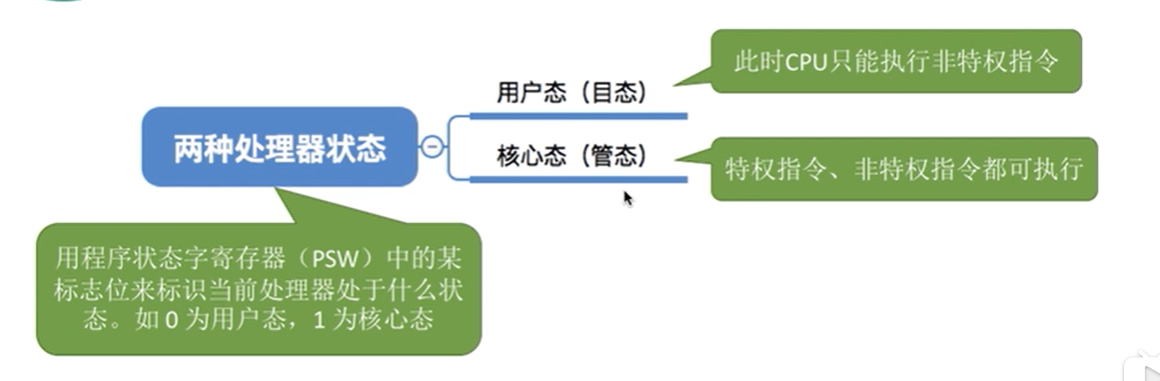 此时CPU只能执行非特权指令
用户态（目态）
两种处理器状态
核心态（管态）
特权指令、非特权指令都可执行
用程序状态字寄存器（PSW）中的某
标志位来标识当前处理器处于什么状
态。如 0 为用户态，1 为核心态